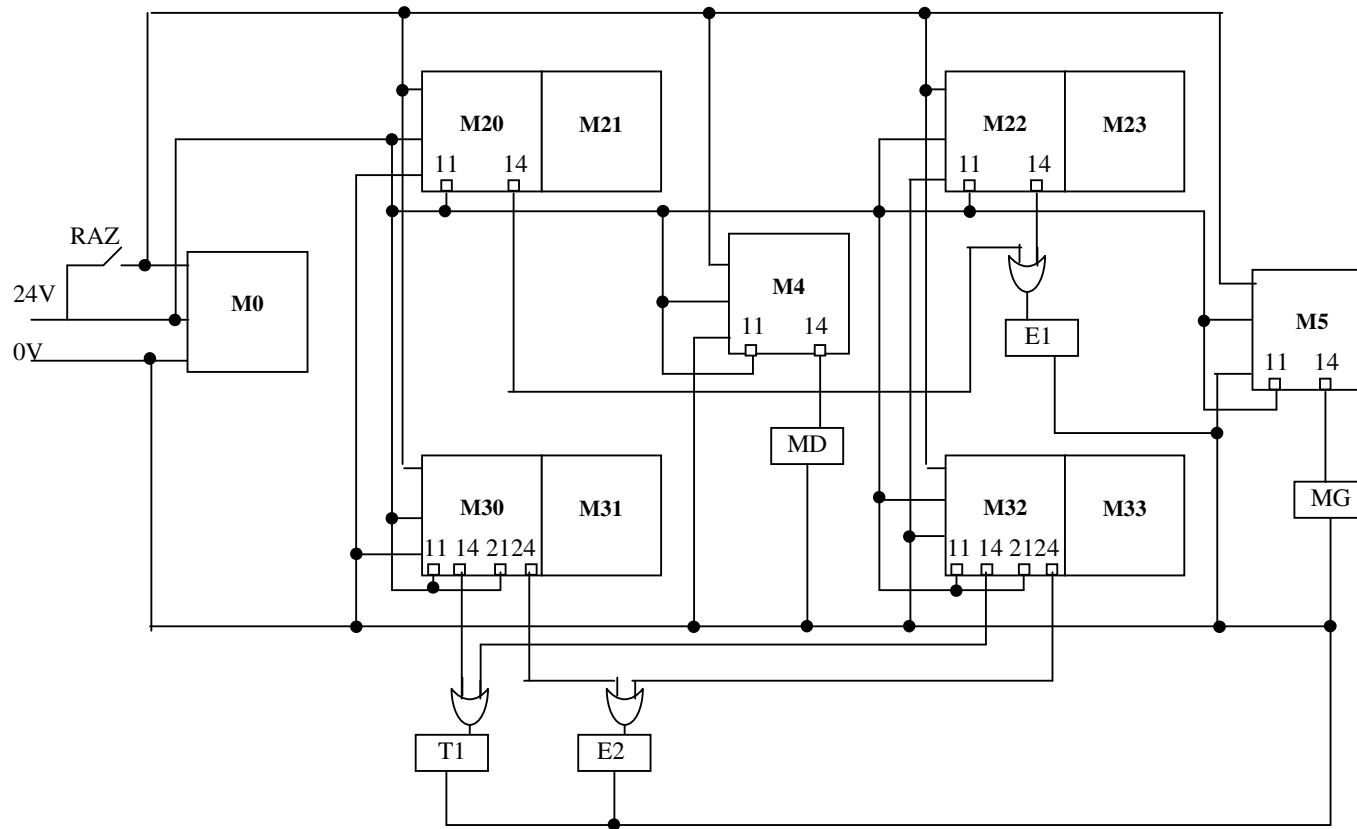 M20 M21 M22 M23
11 14 11 14
RAZ
24V M0 M4 M5
0V 11 14 E1 11 14
MD
M30 M31 M32 M33 MG
11 14 21 24 11 14 21 24
T1 E2